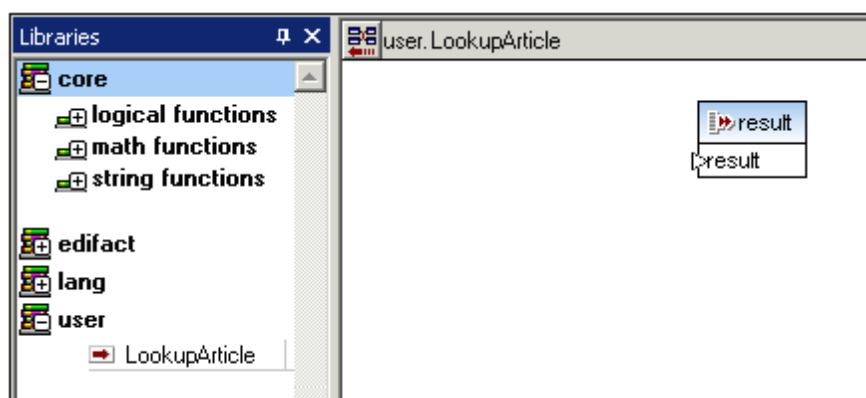 Libraries
core
logical functions
math functions
string functions
edifact
lang
user
LookupArticle
user.LookupArticle
result
result